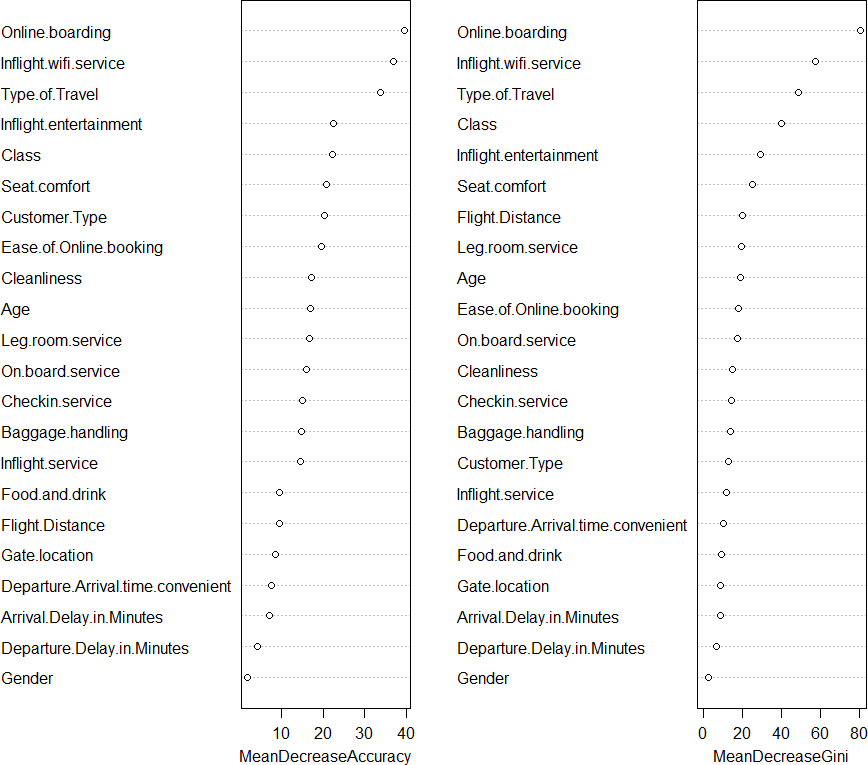 Online.boarding
Inflight.wifi.service
Type.of.Travel
Inflight.entertainment
Class
Seat.comfort
Customer.Type
Ease.of.Online.booking
Cleanliness
Age
Leg.room.service
On.board.service
Checkin.service
Baggage.handling
Inflight.service
Food.and.drink
Flight.Distance
Gate.location
Departure.Arrival.time.convenient
Arrival.Delay.in.Minutes
Departure.Delay.in.Minutes
Gender
10 20 30 40
MeanDecreaseAccuracy
Online.boarding
Inflight.wifi.service
Type.of.Travel
Class
Inflight.entertainment
Seat.comfort
Flight.Distance
Leg.room.service
Age
Ease.of.Online.booking
On.board.service
Cleanliness
Checkin.service
Baggage.handling
Customer.Type
Inflight.service
Departure.Arrival.time.convenient
Food.and.drink
Gate.location
Arrival.Delay.in.Minutes
Departure.Delay.in.Minutes
Gender
0 20 40 60 80
MeanDecreaseGini